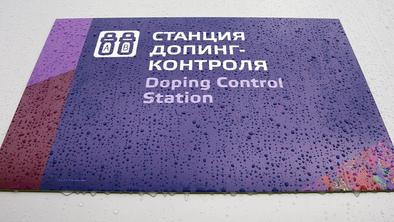 A B
СТАНЦИЯ
ДОПИНГ-
КОНТРОЛЯ
Doping Control
Station